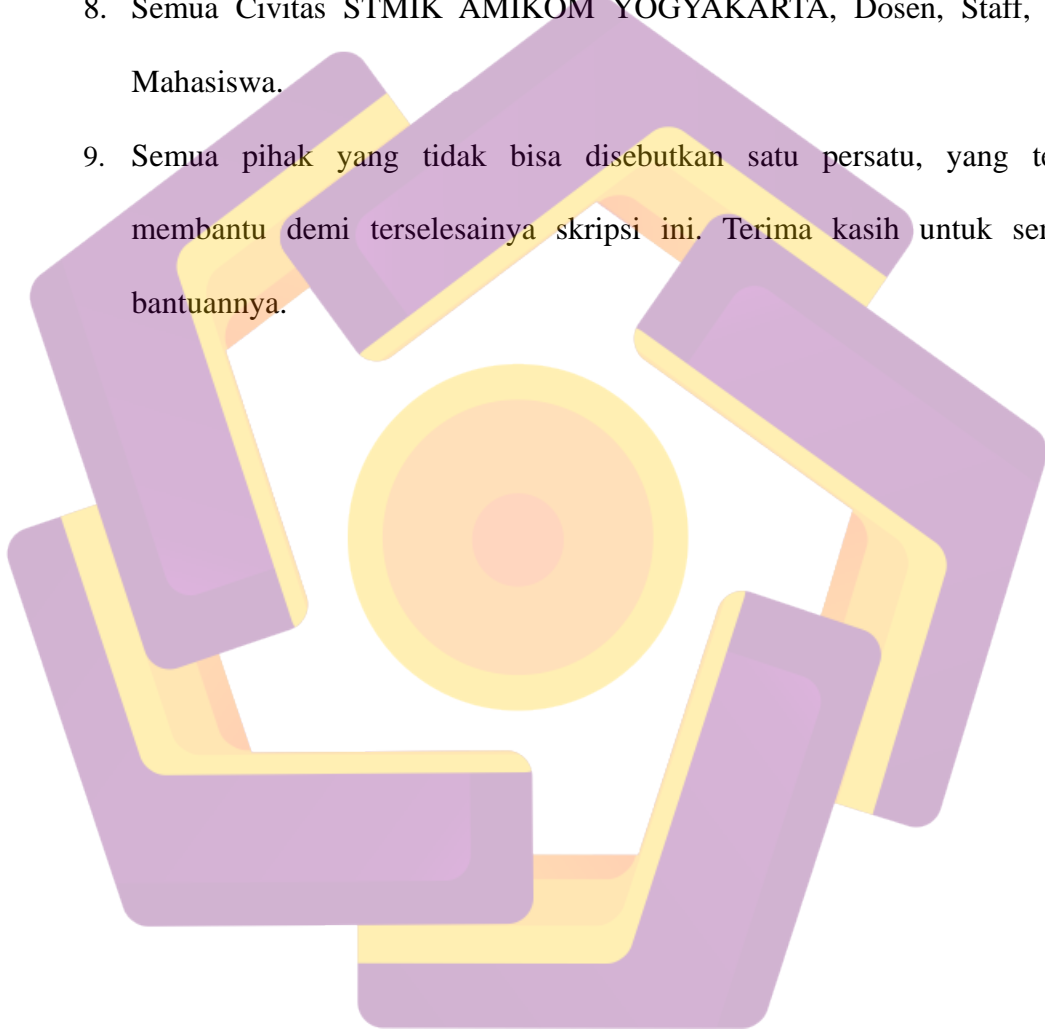 8. Semua Civitas STMIK AMIKOM YOGYAKARTA, Dosen, Staff,
Mahasiswa.
9. Semua pihak yang tidak bisa disebutkan satu persatu, yang
membantu demi terselesainya skripsi ini. Terima kasih untuk
bantuannya.